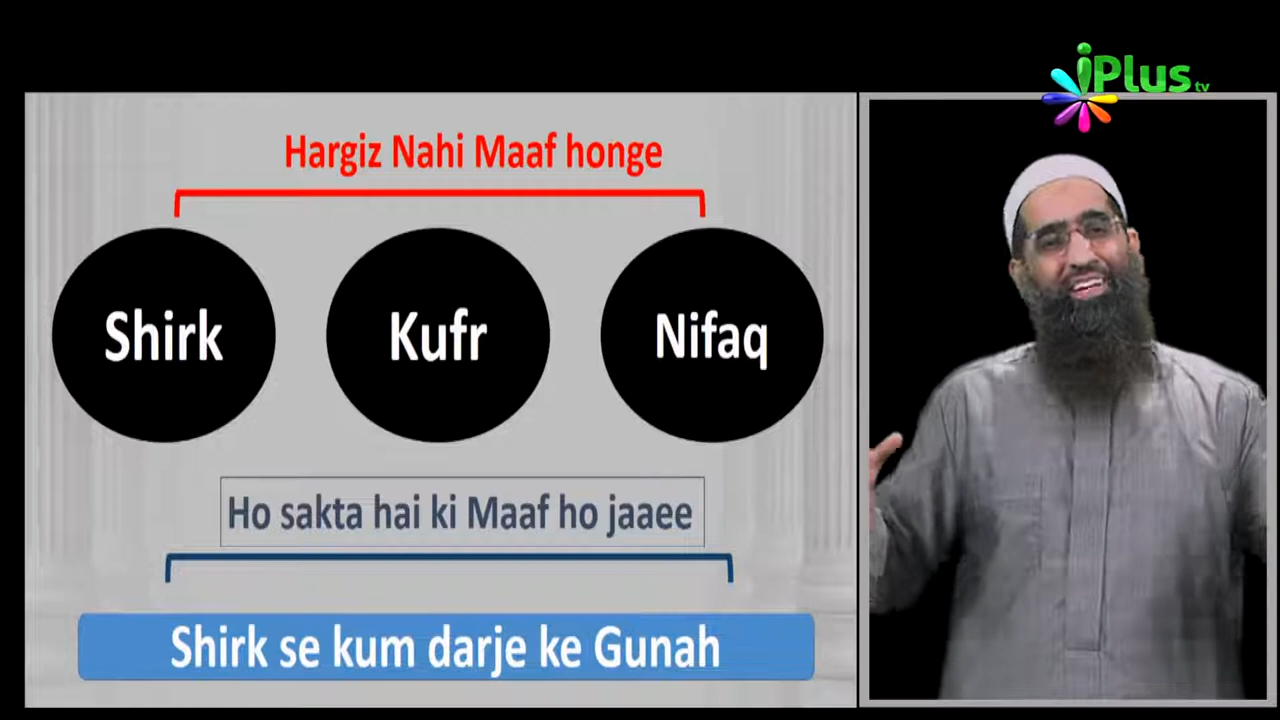 iPlus tv
Hargiz Nahi Maaf honge
Shirk
Kufr
Nifaq
Ho sakta hai ki Maaf ho jaaee
Shirk se kum darje ke Gunah